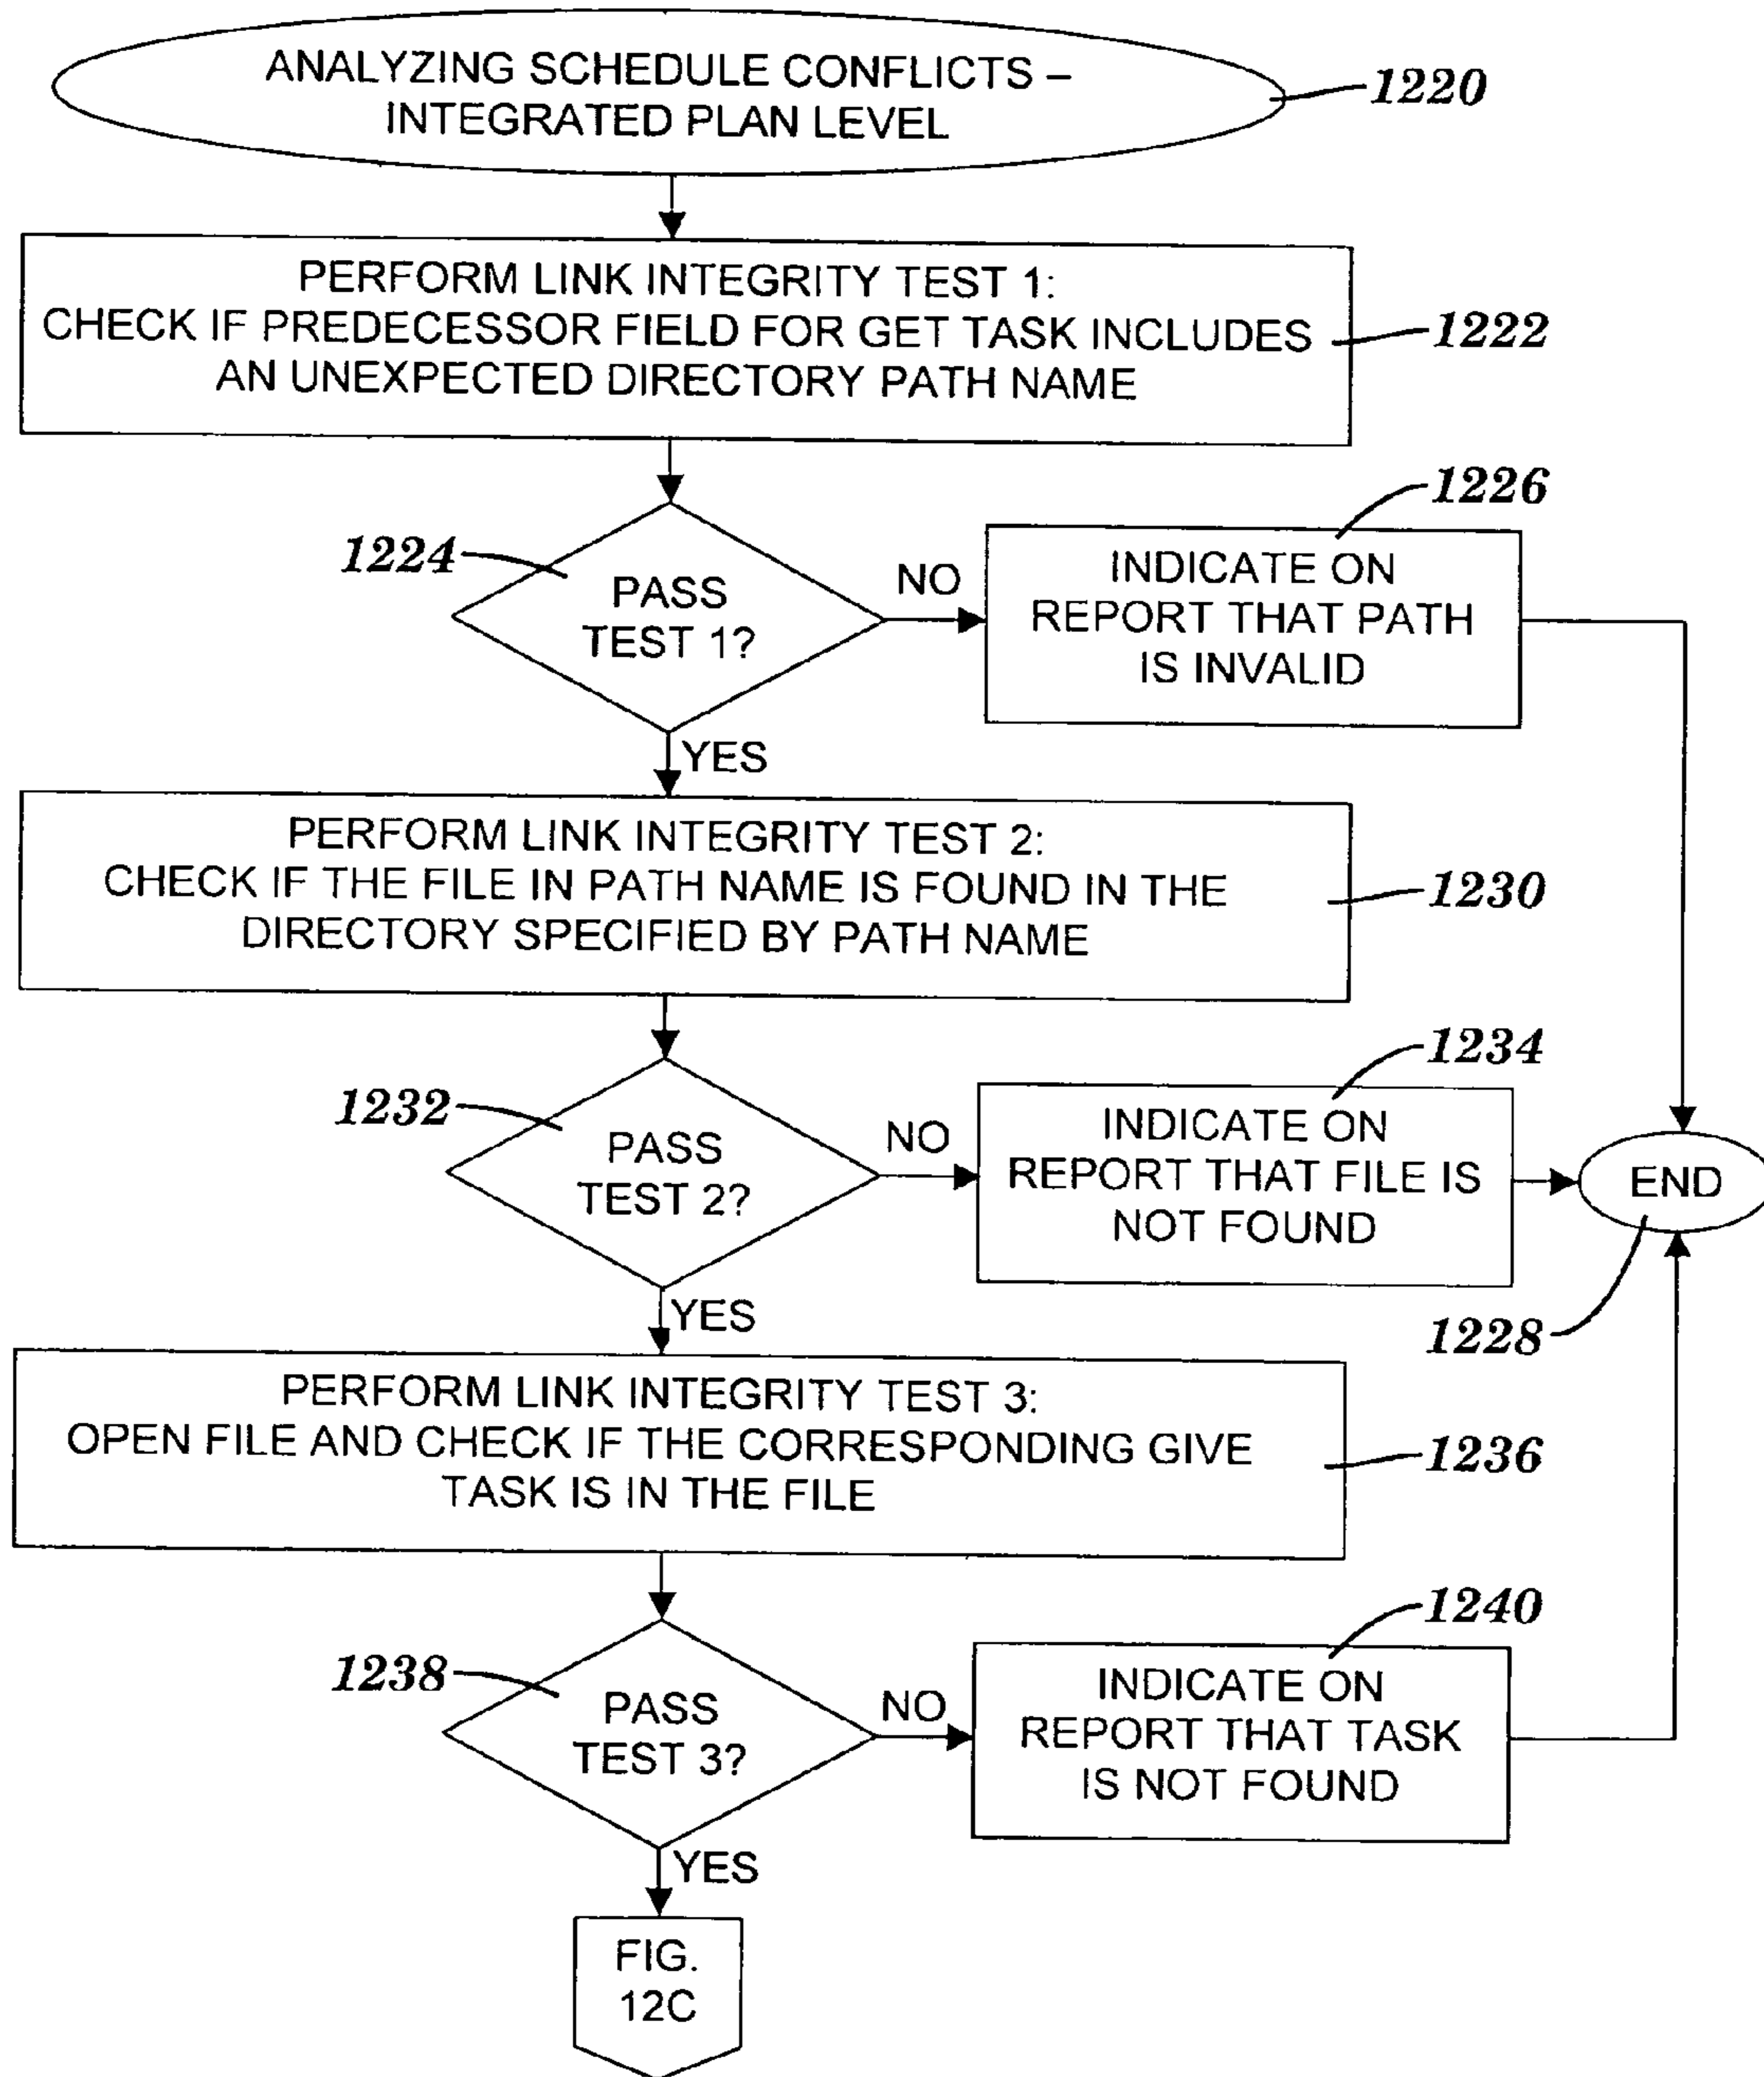 ANALYZING SCHEDULE CONFLICTS –
INTEGRATED PLAN LEVEL
1220
PERFORM LINK INTEGRITY TEST 1:
CHECK IF PREDECESSOR FIELD FOR GET TASK INCLUDES
AN UNEXPECTED DIRECTORY PATH NAME
1222
1224
PASS
TEST 1?
NO
YES
1226
INDICATE ON
REPORT THAT PATH
IS INVALID
PERFORM LINK INTEGRITY TEST 2:
CHECK IF THE FILE IN PATH NAME IS FOUND IN THE
DIRECTORY SPECIFIED BY PATH NAME
1230
1232
PASS
TEST 2?
NO
YES
1234
INDICATE ON
REPORT THAT FILE IS
NOT FOUND
END
1228
PERFORM LINK INTEGRITY TEST 3:
OPEN FILE AND CHECK IF THE CORRESPONDING GIVE
TASK IS IN THE FILE
1236
1238
PASS
TEST 3?
NO
YES
1240
INDICATE ON
REPORT THAT TASK
IS NOT FOUND
FIG.
12C